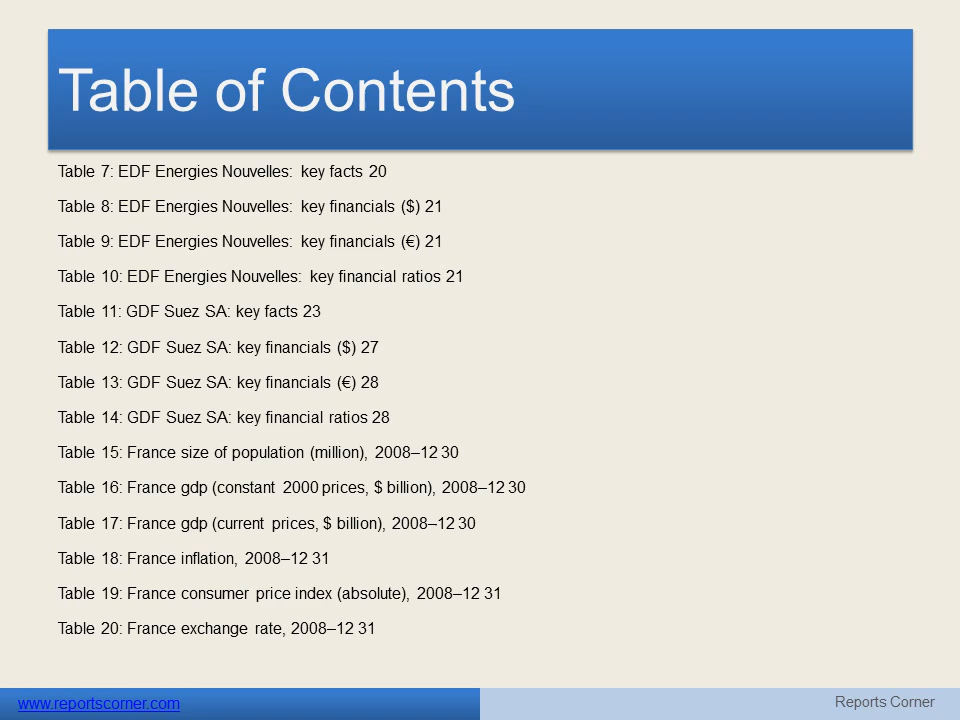 Table of Contents
Table 7: EDF Energies Nouvelles: key facts 20
Table 8: EDF Energies Nouvelles: key financials ($) 21
Table 9: EDF Energies Nouvelles: key financials (€) 21
Table 10: EDF Energies Nouvelles: key financial ratios 21
Table 11: GDF Suez SA: key facts 23
Table 12: GDF Suez SA: key financials ($) 27
Table 13: GDF Suez SA: key financials (€) 28
Table 14: GDF Suez SA: key financial ratios 28
Table 15: France size of population (million), 2008–12 30
Table 16: France gdp (constant 2000 prices, $ billion), 2008–12 30
Table 17: France gdp (current prices, $ billion), 2008–12 30
Table 18: France inflation, 2008–12 31
Table 19: France consumer price index (absolute), 2008–12 31
Table 20: France exchange rate, 2008–12 31
www.reportscorner.com
Reports Corner